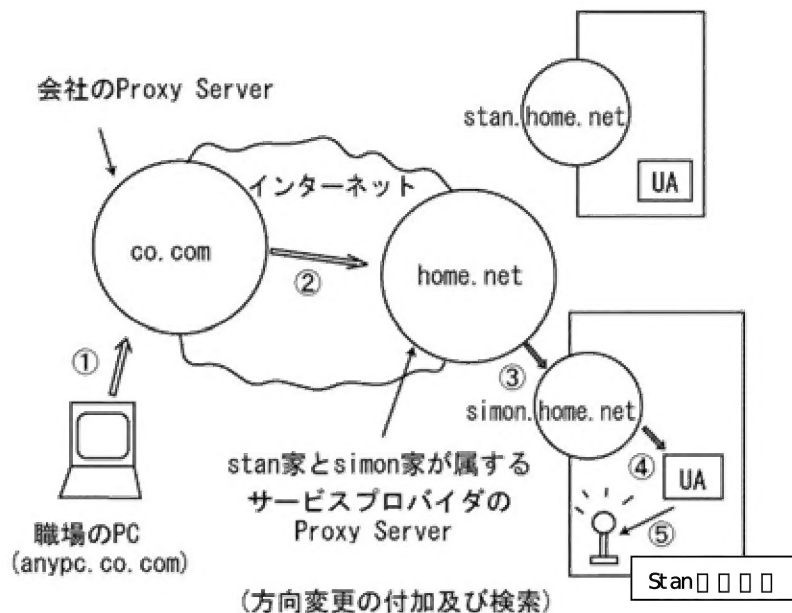 会社のProxy Server
stan.home.net
UA
インターネット
co.com
②
home.net
①
③
simon.home.net
④
UA
⑤
stan家とsimon家が属する
サービスプロバイダの
Proxy Server
職場のPC
(anypc.co.com)
Stan
(方向変更の付加及び検索)